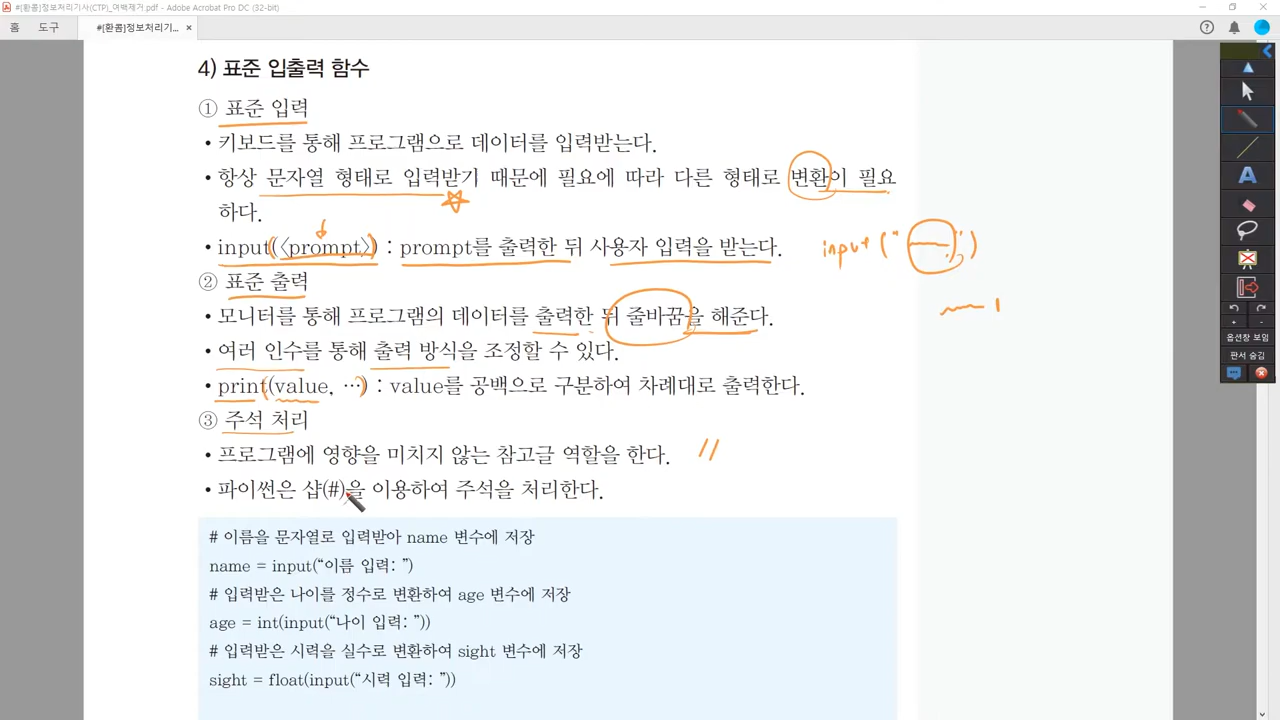 #[환콤]정보처리기사(CTP)_여백제거.pdf - Adobe Acrobat Pro DC (32-bit)
홈 도구 #[환콤]정보처리기... ×
4) 표준 입출력 함수
① 표준 입력
• 키보드를 통해 프로그램으로 데이터를 입력받는다.
• 항상 문자열 형태로 입력받기 때문에 필요에 따라 다른 형태로 변환이 필요
하다.
• input(〈prompt〉) : prompt를 출력한 뒤 사용자 입력을 받는다. input (" ")
② 표준 출력
• 모니터를 통해 프로그램의 데이터를 출력한 뒤 줄바꿈을 해준다.
• 여러 인수를 통해 출력 방식을 조정할 수 있다.
• print(value, …) : value를 공백으로 구분하여 차례대로 출력한다.
③ 주석 처리
• 프로그램에 영향을 미치지 않는 참고글 역할을 한다. //
• 파이썬은 샵(#)을 이용하여 주석을 처리한다.
# 이름을 문자열로 입력받아 name 변수에 저장
name = input(“이름 입력: ”)
# 입력받은 나이를 정수로 변환하여 age 변수에 저장
age = int(input(“나이 입력: ”))
# 입력받은 시력을 실수로 변환하여 sight 변수에 저장
sight = float(input(“시력 입력: ”))
옵션창 보임
판서 숨김